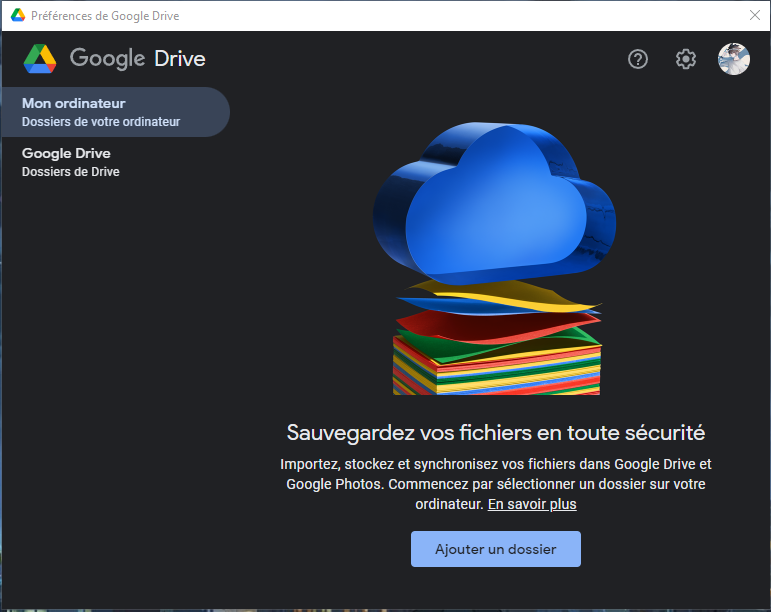 Préférences de Google Drive
Google Drive
Mon ordinateur
Dossiers de votre ordinateur
Google Drive
Dossiers de Drive
Sauvegardez vos fichiers en toute sécurité
Importez, stockez et synchronisez vos fichiers dans Google Drive et
Google Photos. Commencez par sélectionner un dossier sur votre
ordinateur. En savoir plus
Ajouter un dossier